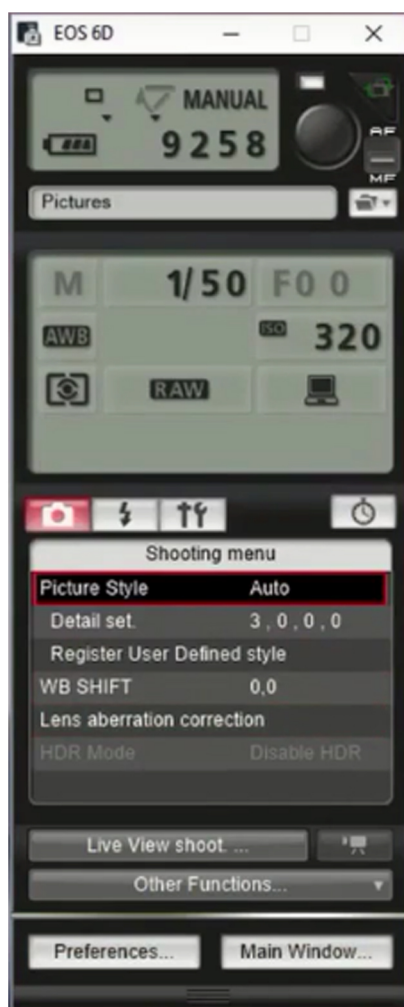 EOS 6D
MANUAL
9258
AF
MF
Pictures
M 1/50 F00
AWB ISO 320
RAW
Shooting menu
Picture Style Auto
Detail set. 3,0,0,0
Register User Defined style
WB SHIFT 0,0
Lens aberration correction
HDR Mode Disable HDR
Live View shoot. ...
Other Functions...
Preferences... Main Window...